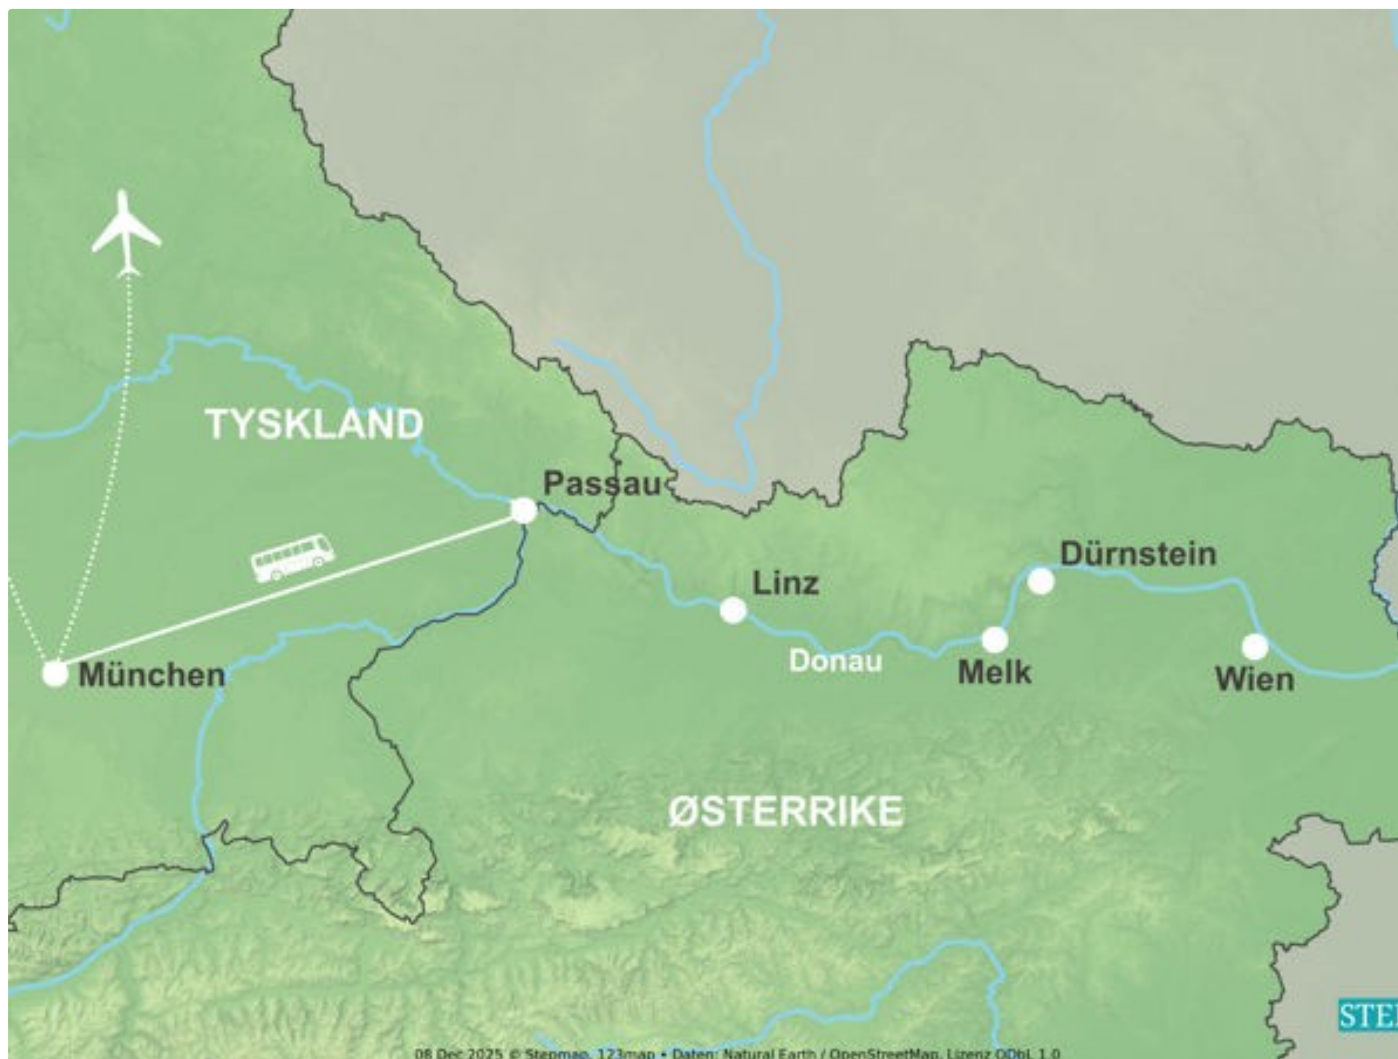 TYSKLAND
Passau
Dürnstein
Linz
Donau
Melk
München
Wien
ØSTERRIKE
STE
08 Dec 2025 © Stepmap, 123map • Daten: Natural Earth / OpenStreetMap, Lizenz ODbL 1.0